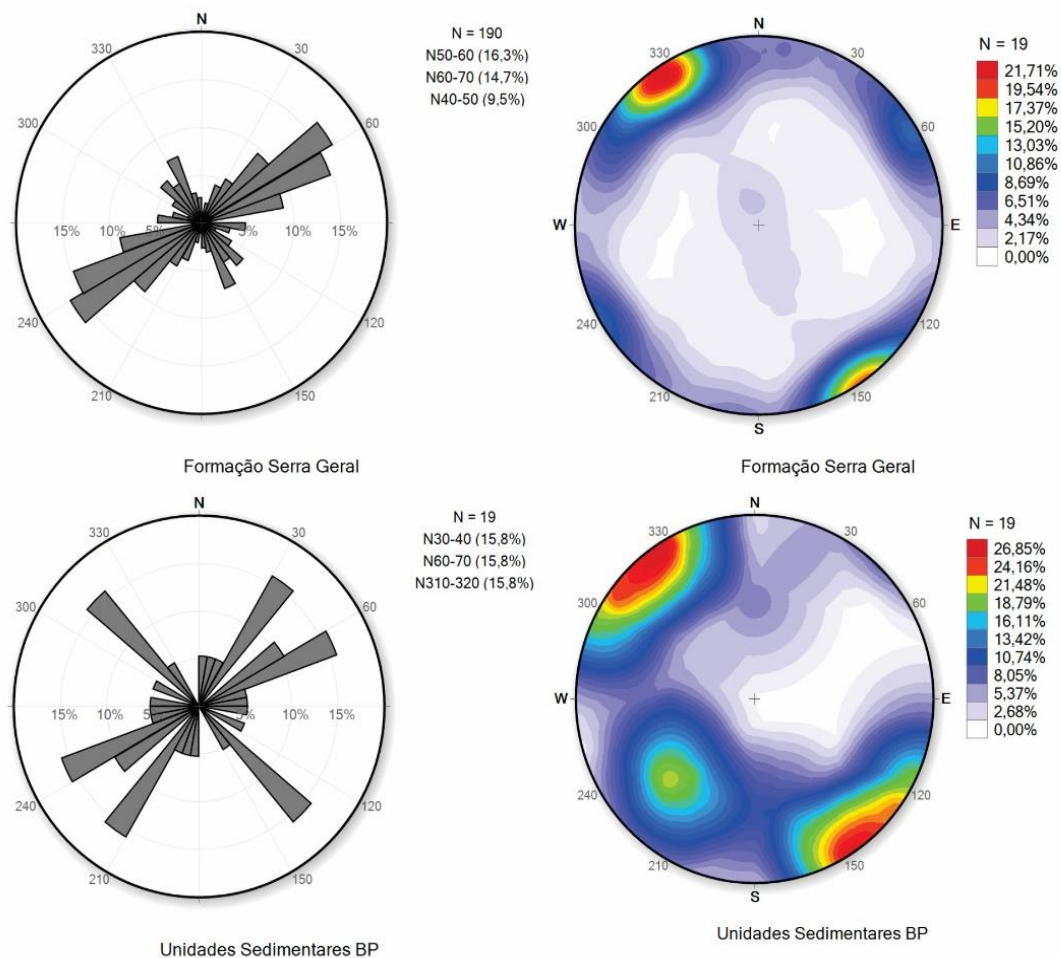 N
30
60
120
150
210
240
300
330
15%
10%
5%
5%
10%
15%
N = 190
N50-60 (16,3%)
N60-70 (14,7%)
N40-50 (9,5%)
Formação Serra Geral
N
30
60
E
120
150
S
210
240
W
300
330
N = 19
21,71%
19,54%
17,37%
15,20%
13,03%
10,86%
8,69%
6,51%
4,34%
2,17%
0,00%
Formação Serra Geral
N
30
60
120
150
210
240
300
330
15%
10%
5%
5%
10%
15%
N = 19
N30-40 (15,8%)
N60-70 (15,8%)
N310-320 (15,8%)
Unidades Sedimentares BP
N
30
60
E
120
150
S
210
240
W
300
330
N = 19
26,85%
24,16%
21,48%
18,79%
16,11%
13,42%
10,74%
8,05%
5,37%
2,68%
0,00%
Unidades Sedimentares BP